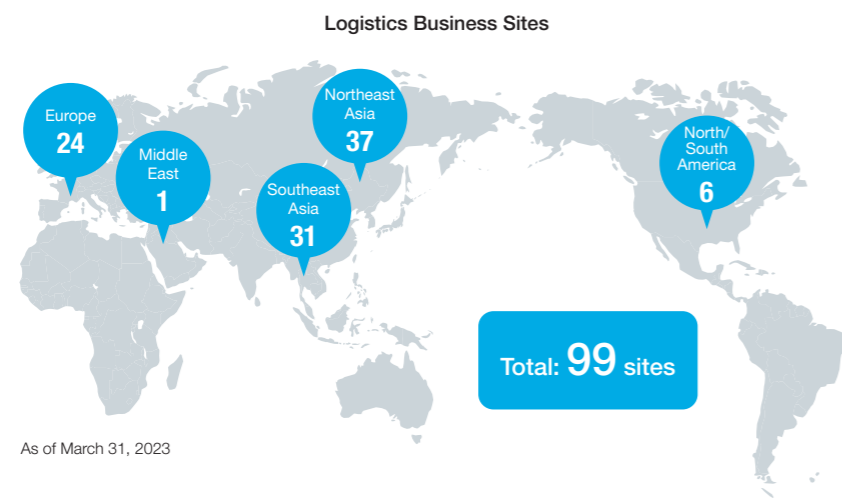 Logistics Business Sites
Europe
24
Middle
East
1
Northeast
Asia
37
Southeast
Asia
31
North/
South
America
6
Total: 99 sites
As of March 31, 2023